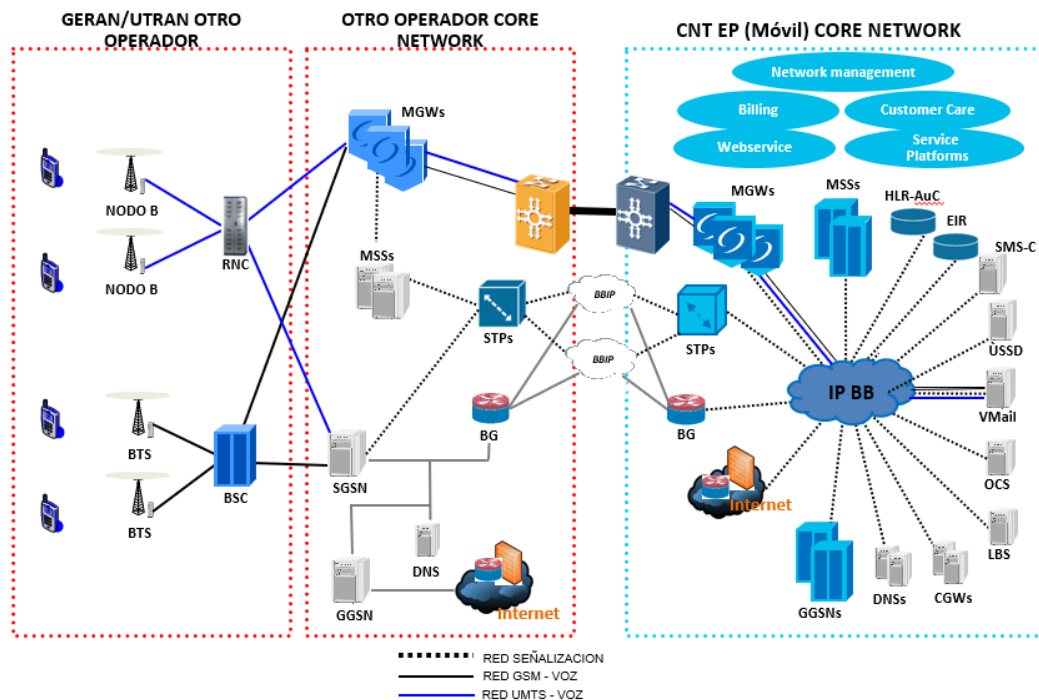 GERAN/UTRAN OTRO
OPERADOR
OTRO OPERADOR CORE
NETWORK
CNT EP (Móvil) CORE NETWORK
Network management
Billing
Customer Care
Webservice
Service
Platforms
MGWs
MGWs
MSSs
HLR-AuC
EIR
SMS-C
NODO B
RNC
NODO B
MSSs
BBIP
STPs
STPs
BBIP
USSD
IP BB
VMail
BG
BG
BTS
BSC
SGSN
OCS
Internet
BTS
LBS
DNS
GGSN
Internet
GGSNs
DNSs
CGWs
RED SEÑALIZACION
RED GSM - VOZ
RED UMTS - VOZ